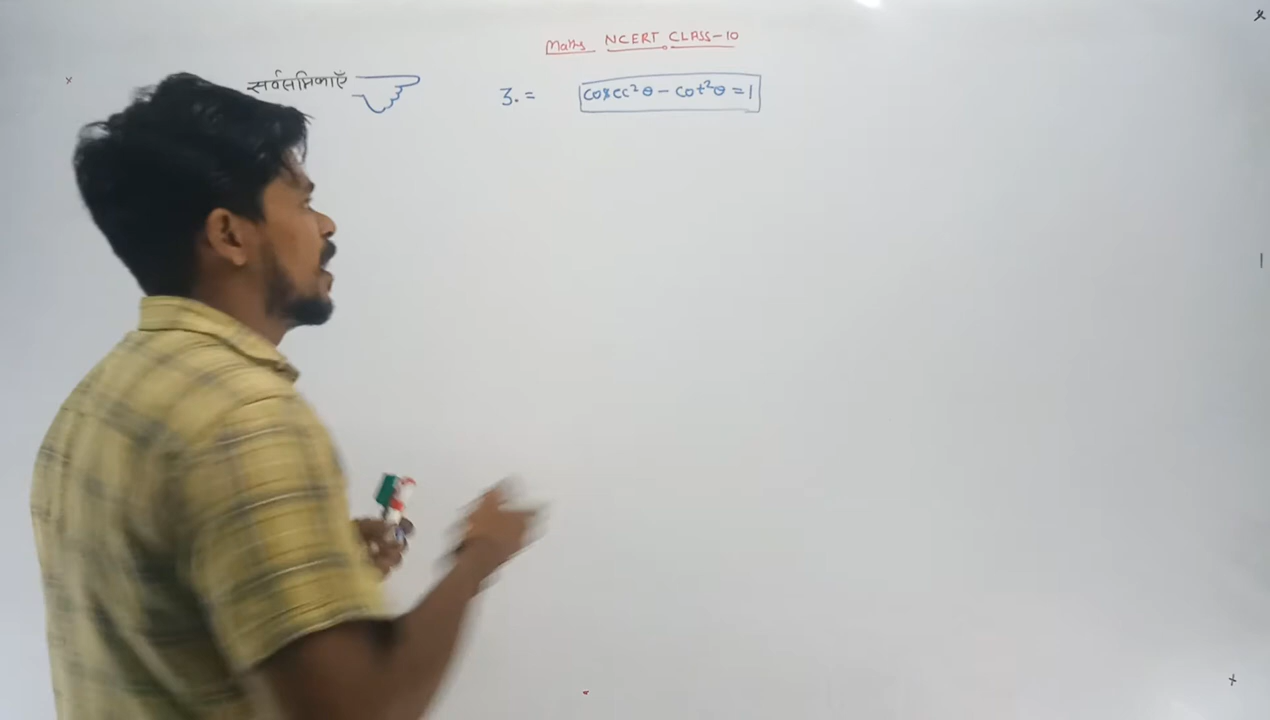 Maths NCERT CLASS-10
सर्वसमिकाएँ 3. = cosec²θ - cot²θ = 1